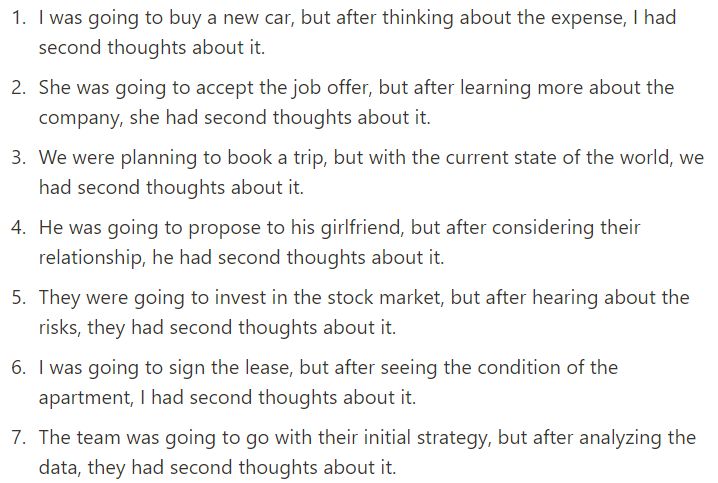 1. I was going to buy a new car, but after thinking about the expense, I had
second thoughts about it.
2. She was going to accept the job offer, but after learning more about the
company, she had second thoughts about it.
3. We were planning to book a trip, but with the current state of the world, we
had second thoughts about it.
4. He was going to propose to his girlfriend, but after considering their
relationship, he had second thoughts about it.
5. They were going to invest in the stock market, but after hearing about the
risks, they had second thoughts about it.
6. I was going to sign the lease, but after seeing the condition of the
apartment, I had second thoughts about it.
7. The team was going to go with their initial strategy, but after analyzing the
data, they had second thoughts about it.